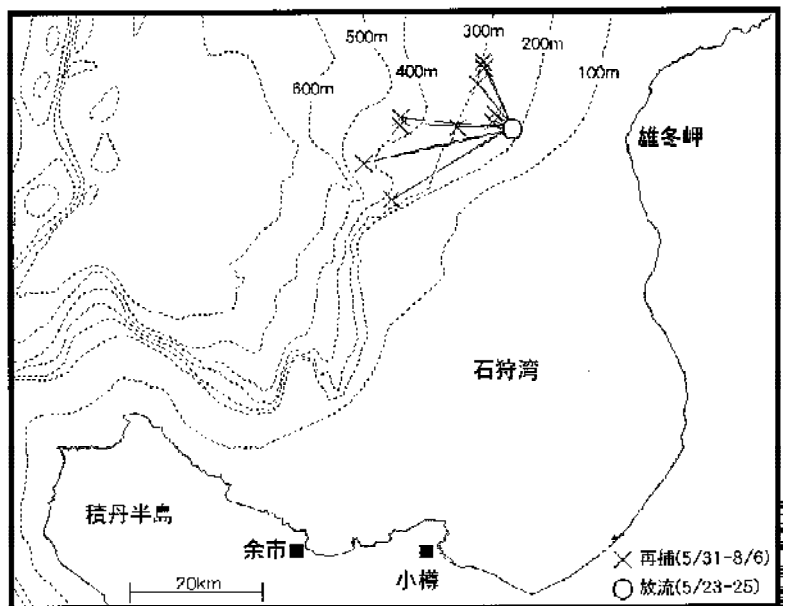 500m
300m
200m
400m
100m
600m
雄冬岬
石狩湾
積丹半島
余市
小樽
20km
再捕(5/31-8/6)
放流(5/23-25)